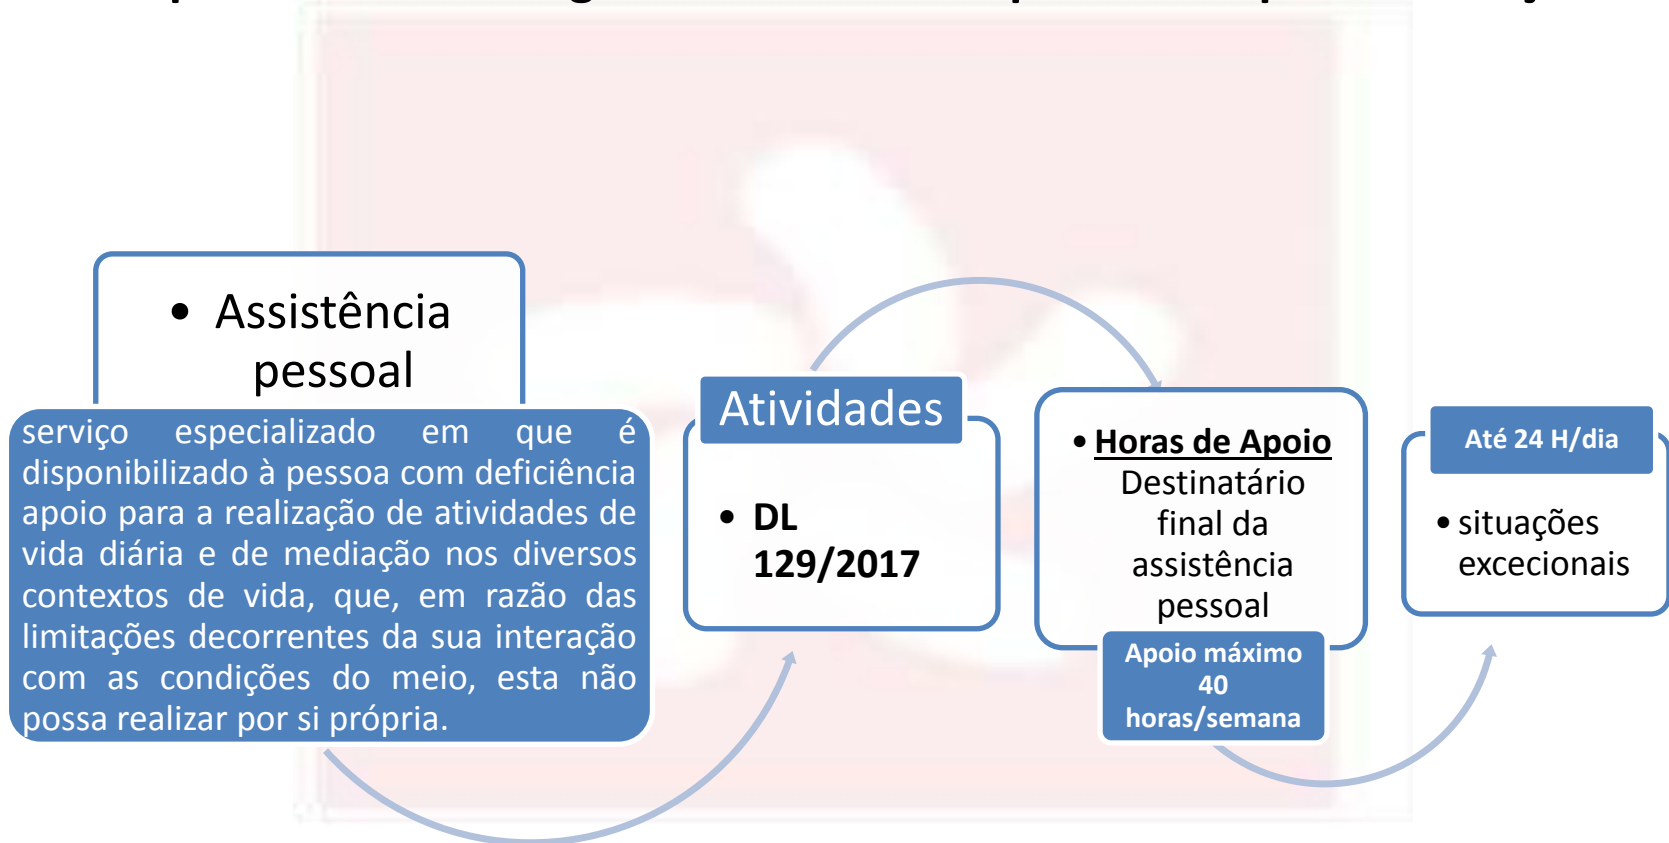 • Assistência
pessoal
serviço especializado em que é
disponibilizado à pessoa com deficiência
apoio para a realização de atividades de
vida diária e de mediação nos diversos
contextos de vida, que, em razão das
limitações decorrentes da sua interação
com as condições do meio, esta não
possa realizar por si própria.
Atividades
• DL
129/2017
• Horas de Apoio
Destinatário
final da
assistência
pessoal
Apoio máximo
40
horas/semana
Até 24 H/dia
• situações
excecionais